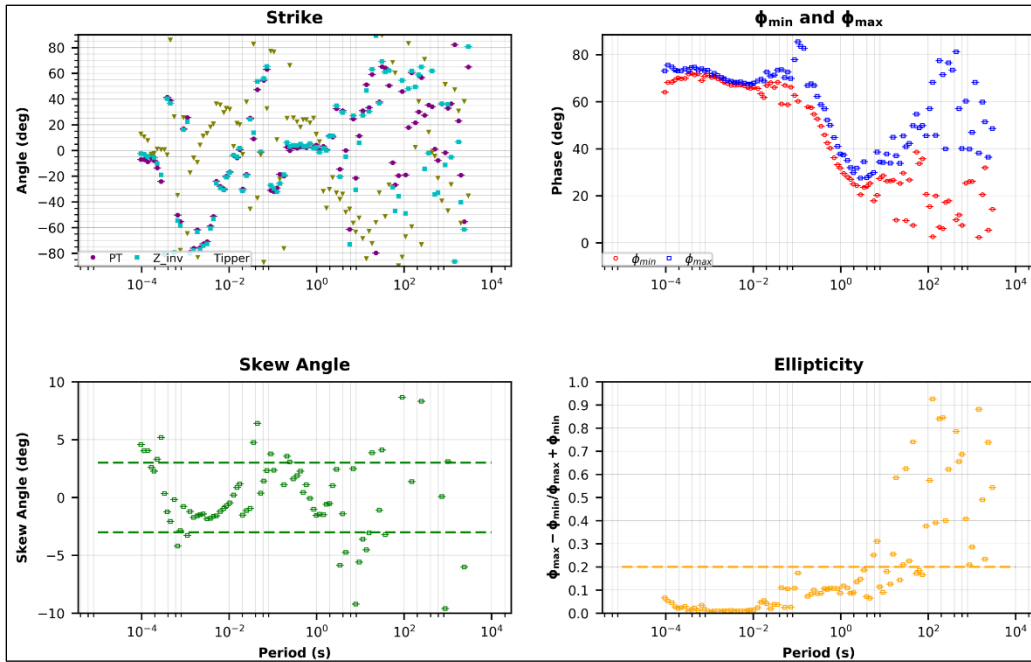 Strike
Angle (deg)
80
60
40
20
0
−20
−40
−60
−80
PT Z_inv Tipper
10⁻⁴ 10⁻² 10⁰ 10² 10⁴
ϕmin and ϕmax
Phase (deg)
80
60
40
20
0
ϕmin ϕmax
10⁻⁴ 10⁻² 10⁰ 10² 10⁴
Skew Angle
Skew Angle (deg)
10
5
0
−5
−10
10⁻⁴ 10⁻² 10⁰ 10² 10⁴
Period (s)
Ellipticity
ϕmax − ϕmin/ϕmax + ϕmin
1.0
0.9
0.8
0.7
0.6
0.5
0.4
0.3
0.2
0.1
0.0
10⁻⁴ 10⁻² 10⁰ 10² 10⁴
Period (s)